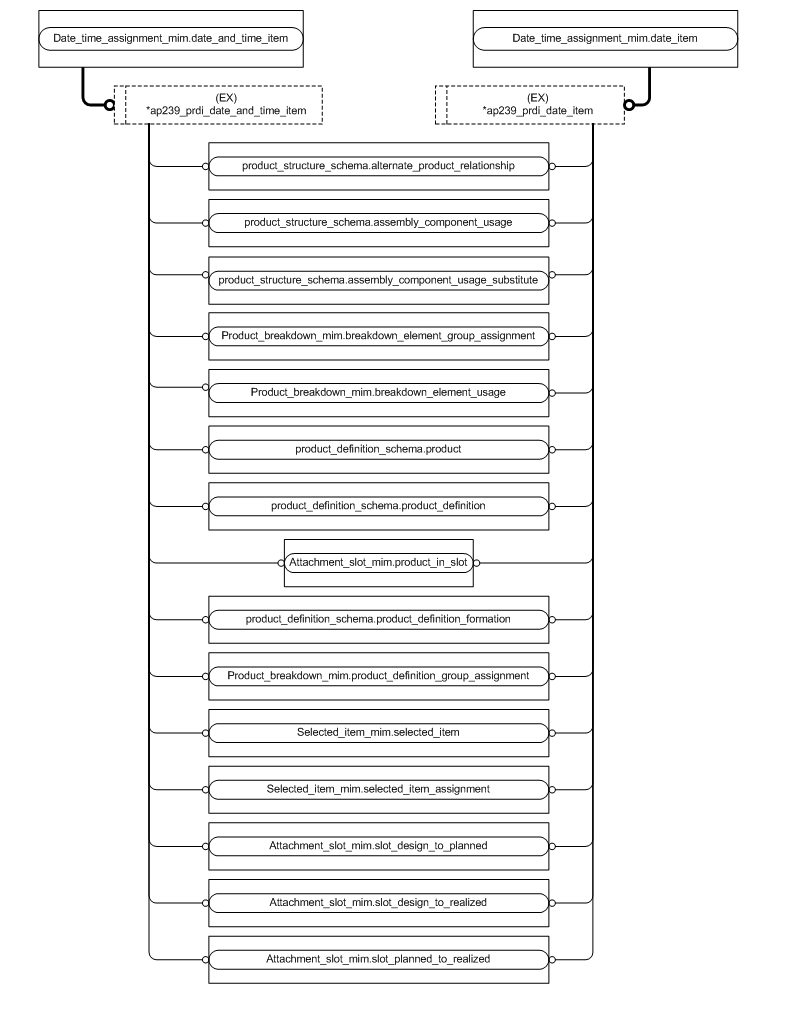 Date_time_assignment_mim.date_and_time_item
Date_time_assignment_mim.date_item
(EX)
*ap239_prdi_date_and_time_item
(EX)
*ap239_prdi_date_item
product_structure_schema.alternate_product_relationship
product_structure_schema.assembly_component_usage
product_structure_schema.assembly_component_usage_substitute
Product_breakdown_mim.breakdown_element_group_assignment
Product_breakdown_mim.breakdown_element_usage
product_definition_schema.product
product_definition_schema.product_definition
Attachment_slot_mim.product_in_slot
product_definition_schema.product_definition_formation
Product_breakdown_mim.product_definition_group_assignment
Selected_item_mim.selected_item
Selected_item_mim.selected_item_assignment
Attachment_slot_mim.slot_design_to_planned
Attachment_slot_mim.slot_design_to_realized
Attachment_slot_mim.slot_planned_to_realized